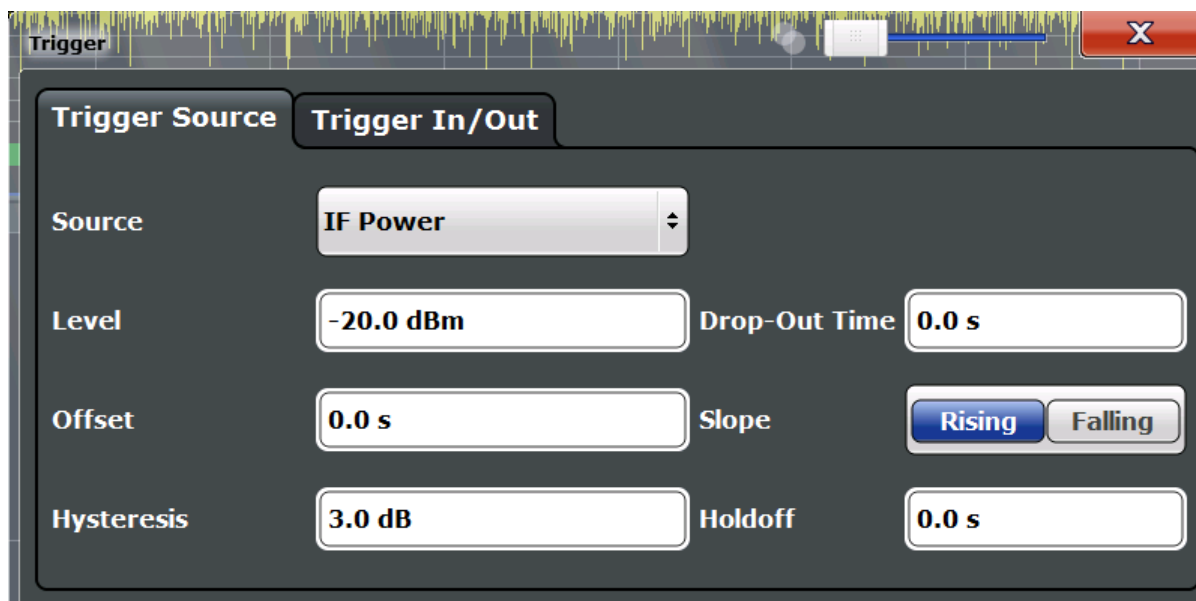 Trigger
X
Trigger Source Trigger In/Out
Source IF Power
Level -20.0 dBm Drop-Out Time 0.0 s
Offset 0.0 s Slope Rising Falling
Hysteresis 3.0 dB Holdoff 0.0 s